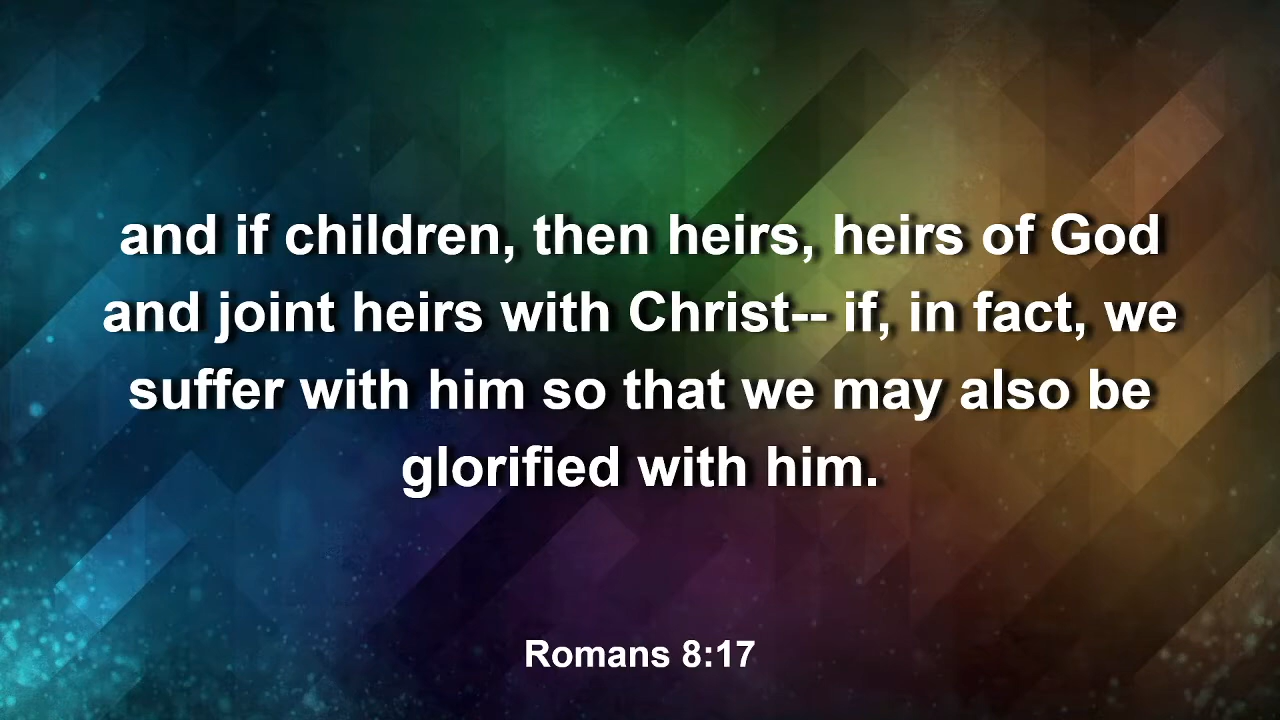 and if children, then heirs, heirs of God
and joint heirs with Christ-- if, in fact, we
suffer with him so that we may also be
glorified with him.
Romans 8:17